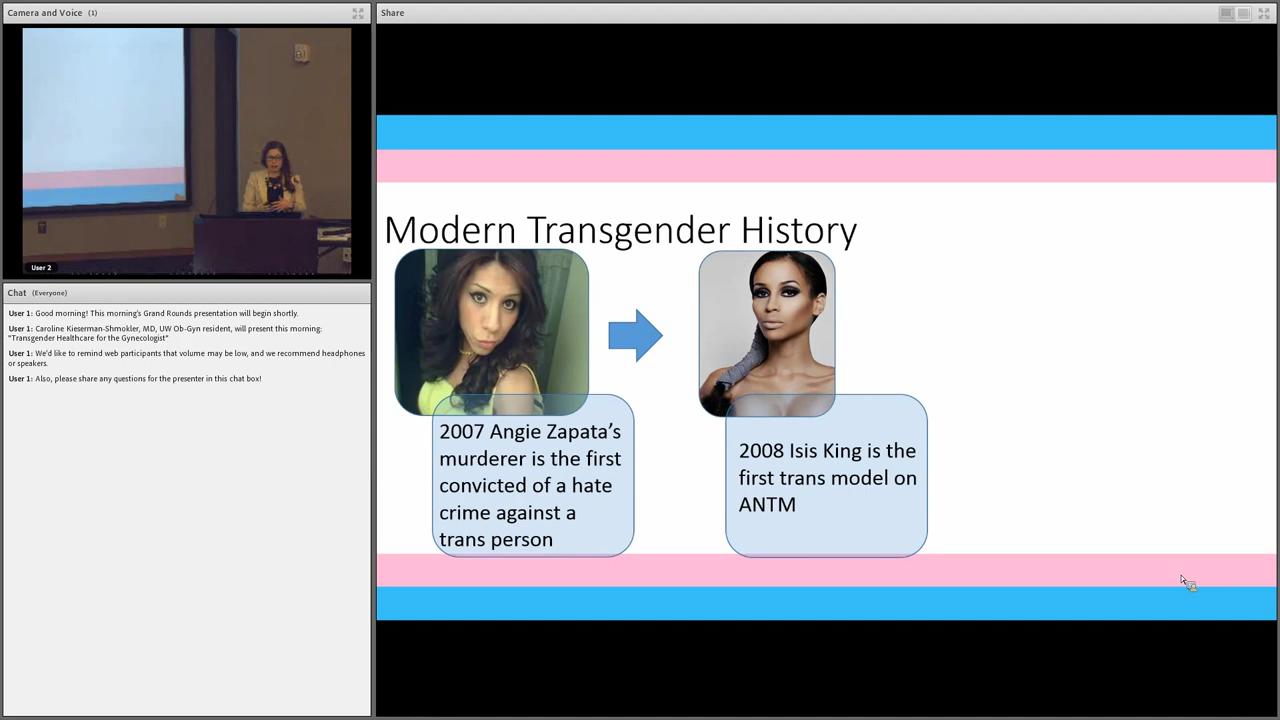 Camera and Voice (1)
User 2
Chat (Everyone)
User 1: Good morning! This morning's Grand Rounds presentation will begin shortly.
User 1: Caroline Kieserman-Shmokler, MD, UW Ob-Gyn resident, will present this morning:
"Transgender Healthcare for the Gynecologist"
User 1: We'd like to remind web participants that volume may be low, and we recommend headphones
or speakers.
User 1: Also, please share any questions for the presenter in this chat box!
Share
Modern Transgender History
2007 Angie Zapata’s
murderer is the first
convicted of a hate
crime against a
trans person
2008 Isis King is the
first trans model on
ANTM